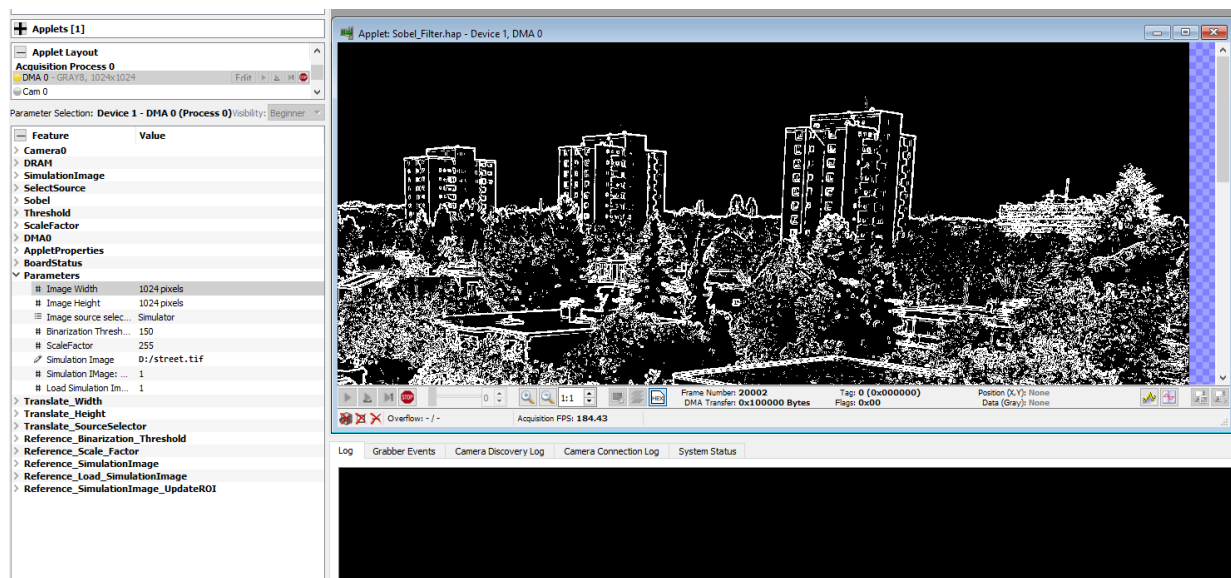 Applets [1]
Applet Layout
Acquisition Process 0
DMA 0 - GRAY8, 1024x1024 Edit
Cam 0
Parameter Selection: Device 1 - DMA 0 (Process 0) Visibility: Beginner
Feature Value
Camera0
DRAM
SimulationImage
SelectSource
Sobel
Threshold
ScaleFactor
DMA0
AppletProperties
BoardStatus
Parameters
# Image Width 1024 pixels
# Image Height 1024 pixels
Image source selec... Simulator
# Binarization Thresh... 150
# ScaleFactor 255
Simulation Image D:/street.tif
# Simulation IMage: ... 1
# Load Simulation Im... 1
Translate_Width
Translate_Height
Translate_SourceSelector
Reference_Binarization_Threshold
Reference_Scale_Factor
Reference_SimulationImage
Reference_Load_SimulationImage
Reference_SimulationImage_UpdateROI
Applet: Sobel_Filter.hap - Device 1, DMA 0
STOP 0 1:1 HEX Frame Number: 20002 Tag: 0 (0x000000) Position (X,Y): None
DMA Transfer: 0x100000 Bytes Flags: 0x00 Data (Gray): None
Overflow: - / - Acquisition FPS: 184.43
Log Grabber Events Camera Discovery Log Camera Connection Log System Status